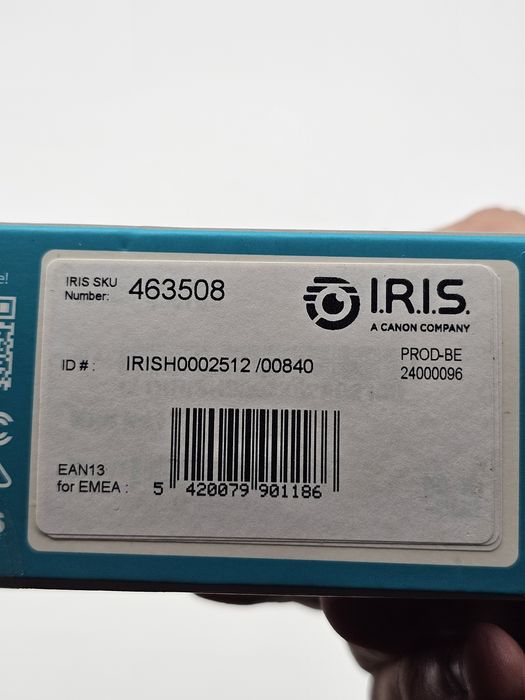 IRIS SKU
Number: 463508
I.R.I.S.
A CANON COMPANY
ID # : IRISH0002512 /00840
PROD-BE
24000096
EAN13
for EMEA :
5 420079 901186